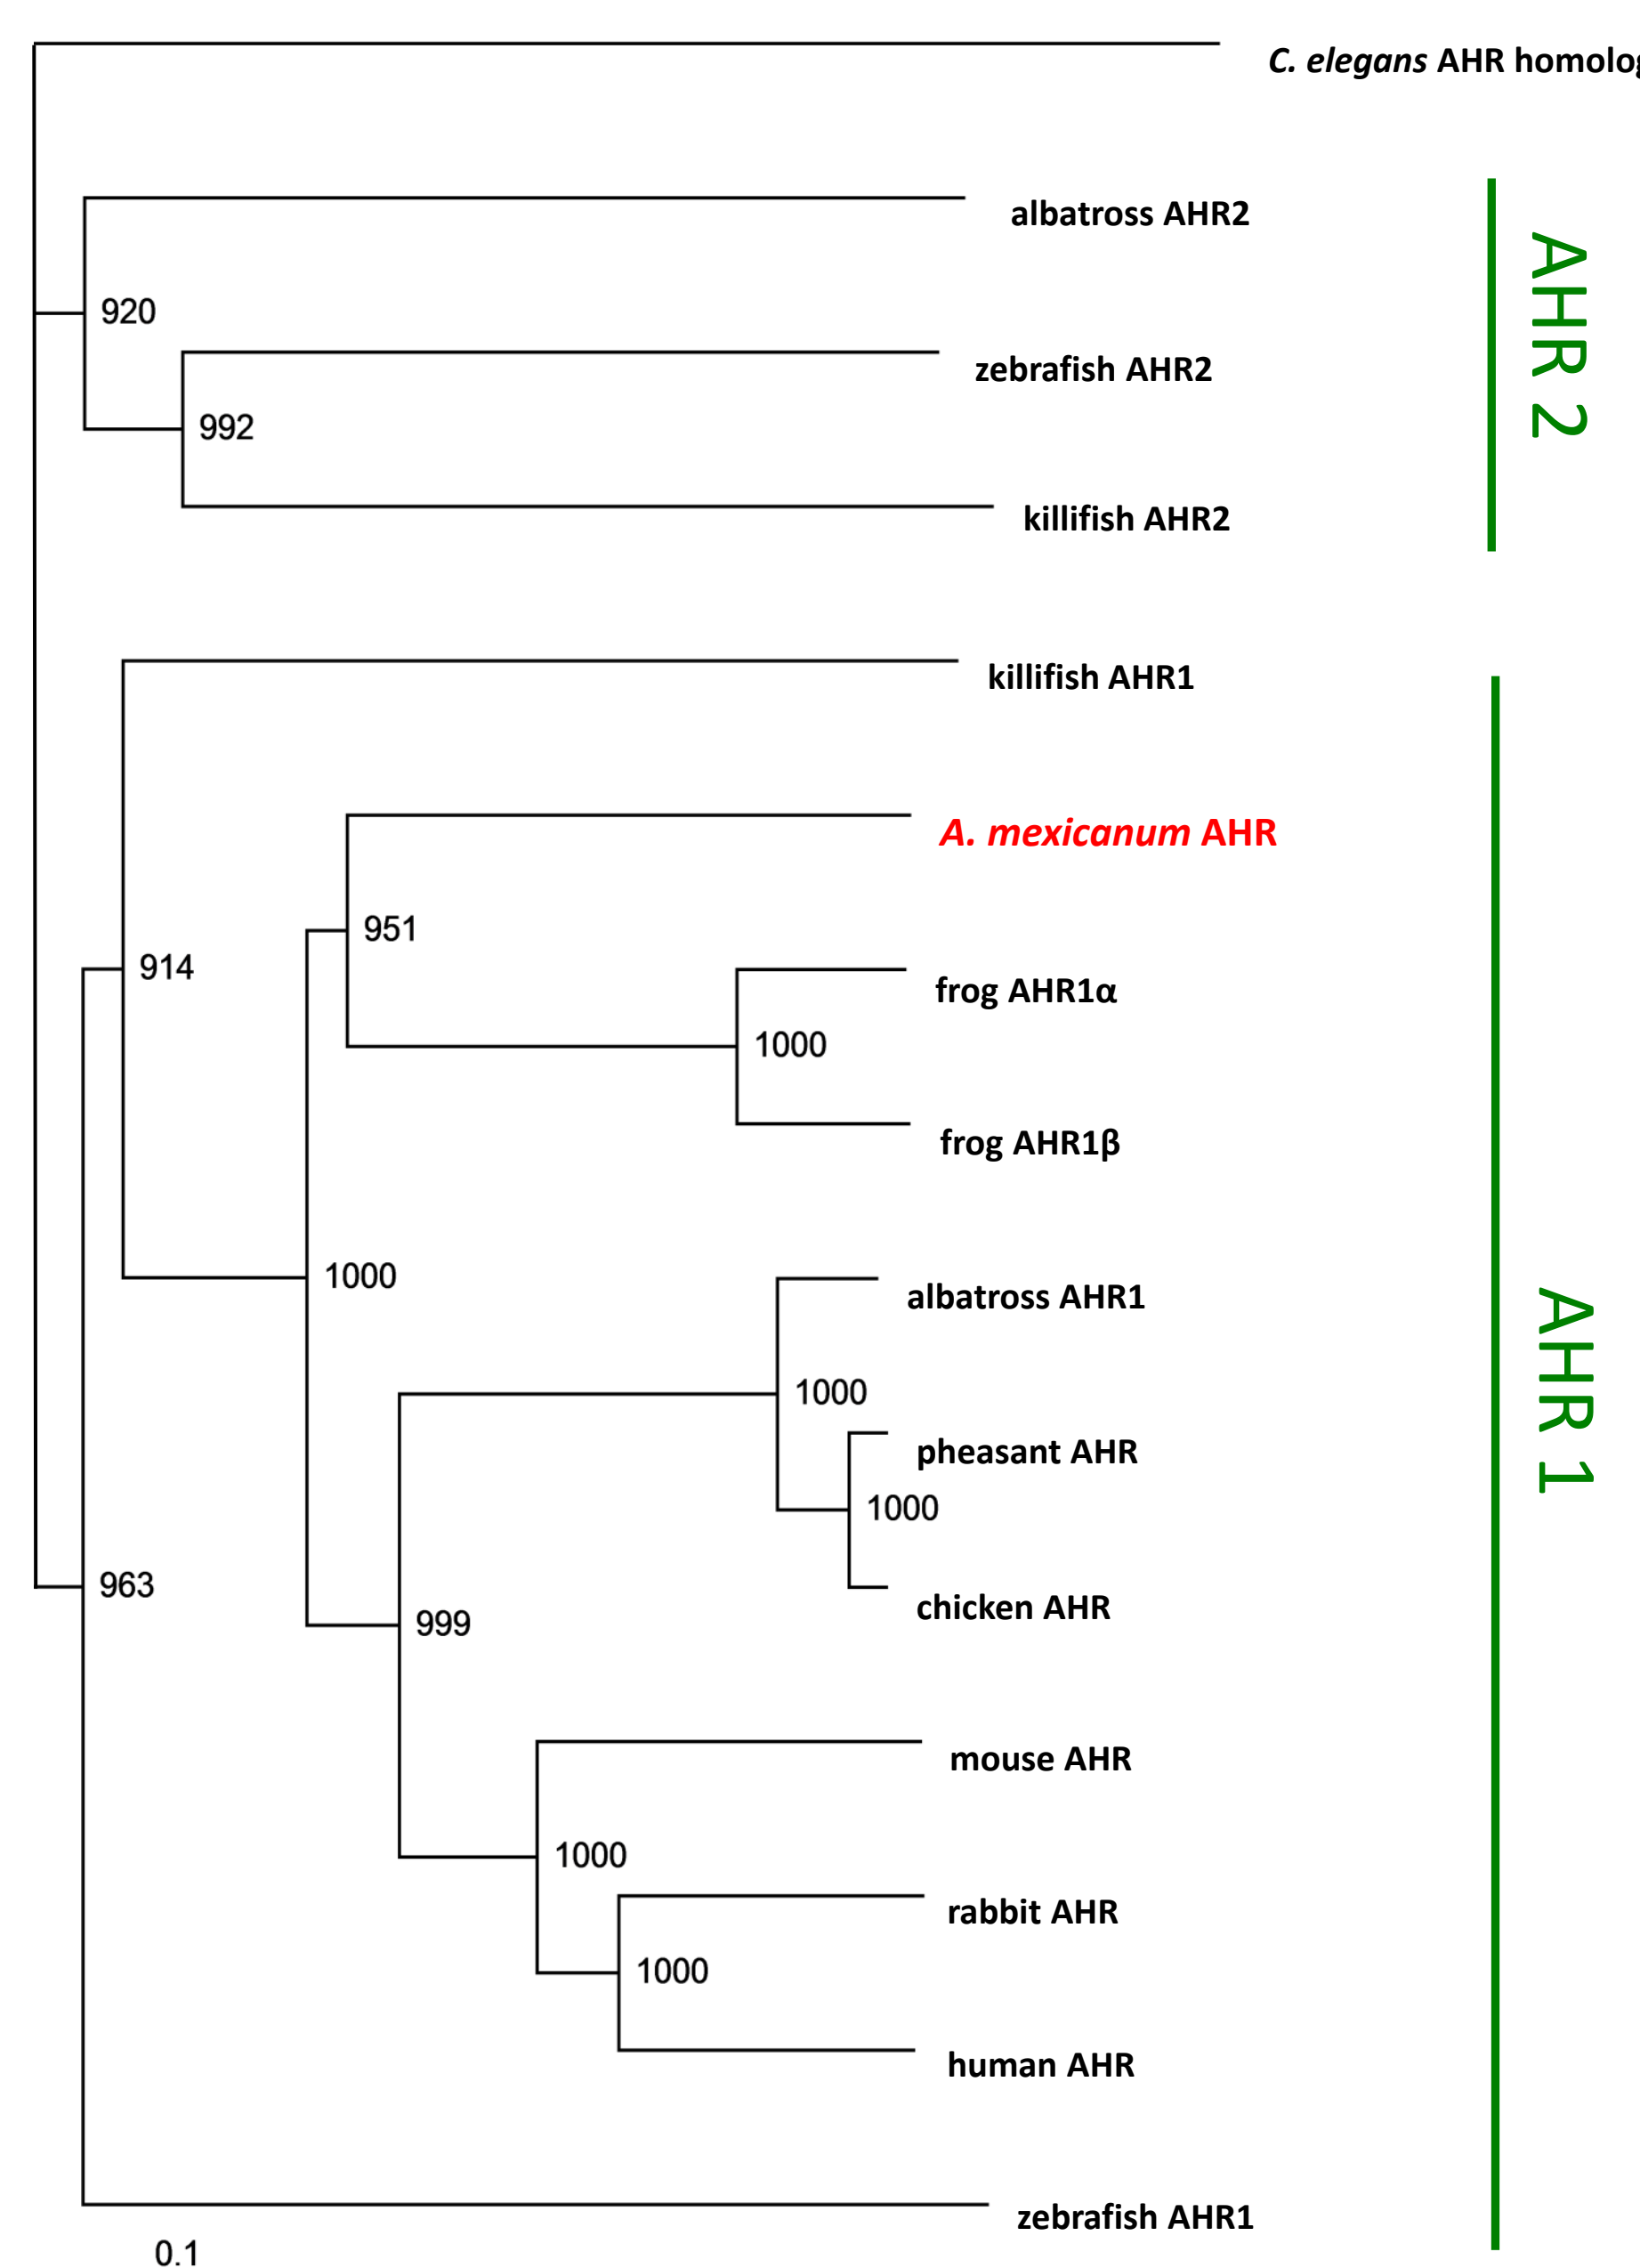 C. elegans AHR homolog
albatross AHR2
920
zebrafish AHR2
992
killifish AHR2
AHR 2
killifish AHR1
A. mexicanum AHR
951
914
frog AHR1α
1000
frog AHR1β
1000
albatross AHR1
1000
pheasant AHR
1000
chicken AHR
AHR 1
963
999
mouse AHR
1000
rabbit AHR
1000
human AHR
zebrafish AHR1
0.1